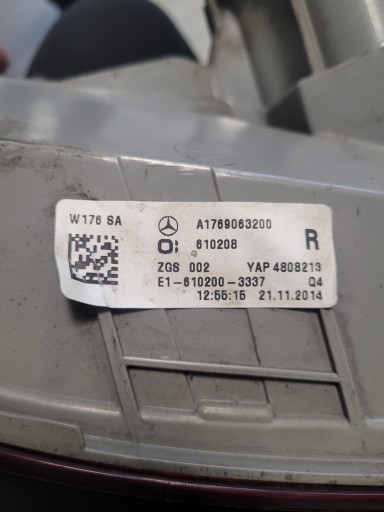 W176 SA A1769063200
610208 R
ZGS 002 YAP 4808213
E1-610200-3337 Q4
12:55:15 21.11.2014